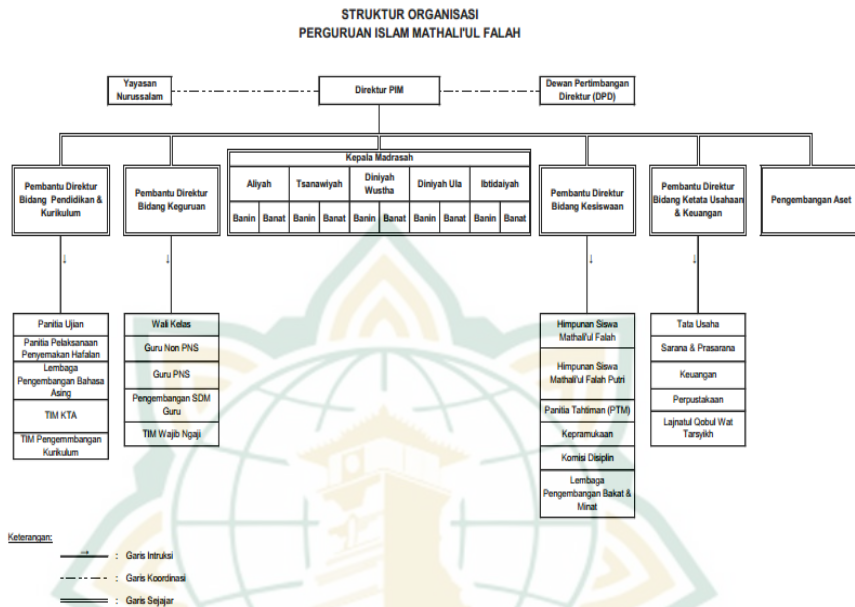 STRUKTUR ORGANISASI
PERGURUAN ISLAM MATHALI'UL FALAH
Yayasan
Nurussalam
Direktur PIM
Dewan Pertimbangan
Direktur (DPD)
Pembantu Direktur
Bidang Pendidikan &
Kurikulum
Pembantu Direktur
Bidang Keguruan
Kepala Madrasah
Aliyah
Tsanawiyah
Diniyah
Wustha
Diniyah Ula
Ibtidaiyah
Banin
Banat
Banin
Banat
Banin
Banat
Banin
Banat
Banin
Banat
Pembantu Direktur
Bidang Kesiswaan
Pembantu Direktur
Bidang Ketata Usahaan
& Keuangan
Pengembangan Aset
Panitia Ujian
Panitia Pelaksanaan
Penyemakan Hafalan
Lembaga
Pengembangan Bahasa
Asing
TIM KTA
TIM Pengemmbangan
Kurikulum
Wali Kelas
Guru Non PNS
Guru PNS
Pengembangan SDM
Guru
TIM Wajib Ngaji
Himpunan Siswa
Mathali'ul Falah
Himpunan Siswa
Mathali'ul Falah Putri
Panitia Tahtiman (PTM)
Kepramukaan
Komisi Disiplin
Lembaga
Pengembangan Bakat &
Minat
Tata Usaha
Sarana & Prasarana
Keuangan
Perpustakaan
Lajnatul Qobul Wat
Tarsyikh
Keterangan:
: Garis Intruksi
: Garis Koordinasi
: Garis Sejajar